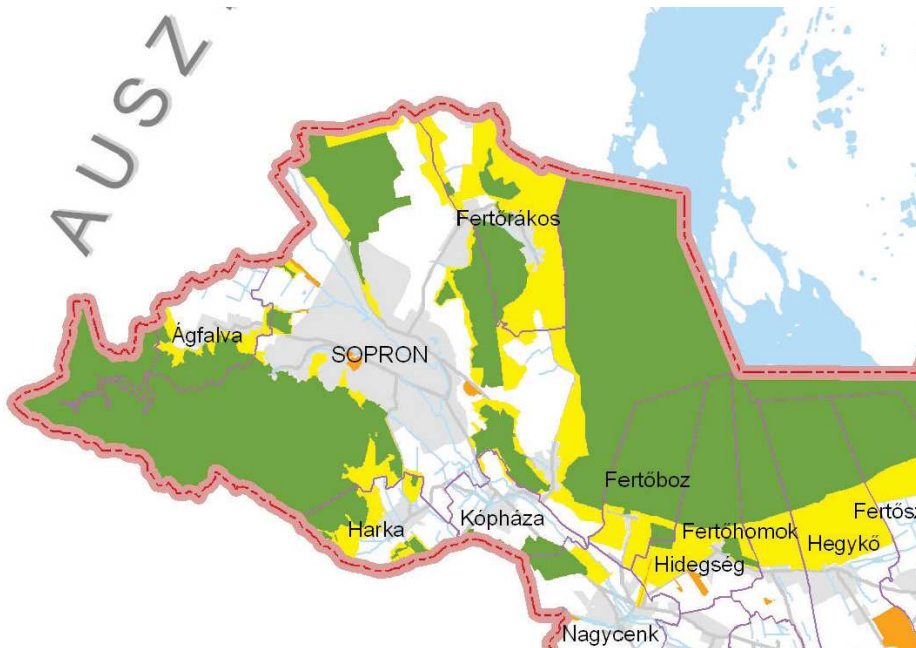 AUSZ
Fertőrákos
Ágfalva
SOPRON
Fertőboz
Fertősz
Harka
Kópháza
Fertőhomok
Hegykő
Hidegség
Nagycenk